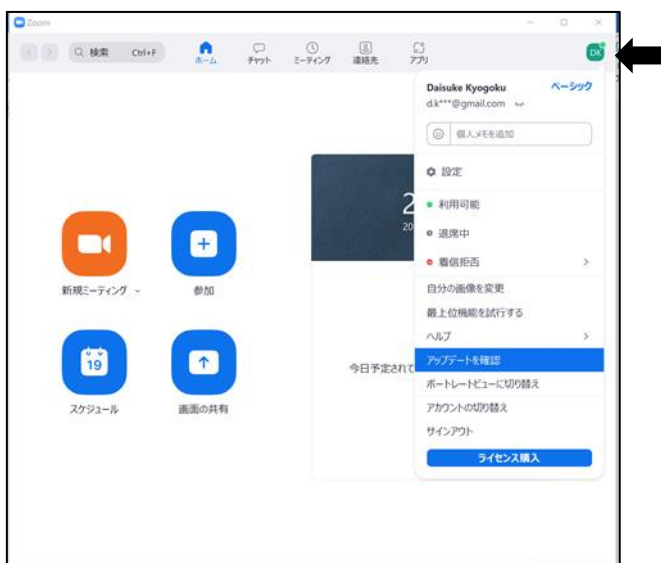 Zoom
検索 Ctrl+F
ホーム
チャット
ミーティング
連絡先
アプリ
DK
Daisuke Kyogoku ベーシック
d.k***@gmail.com
個人メモを追加
設定
利用可能
退席中
着信拒否
自分の画像を変更
最上位機能を試行する
ヘルプ
アップデートを確認
ポートレートビューに切り替え
アカウントの切り替え
サインアウト
ライセンス購入
2
20
新規ミーティング
参加
19
今日予定されて
スケジュール
画面の共有